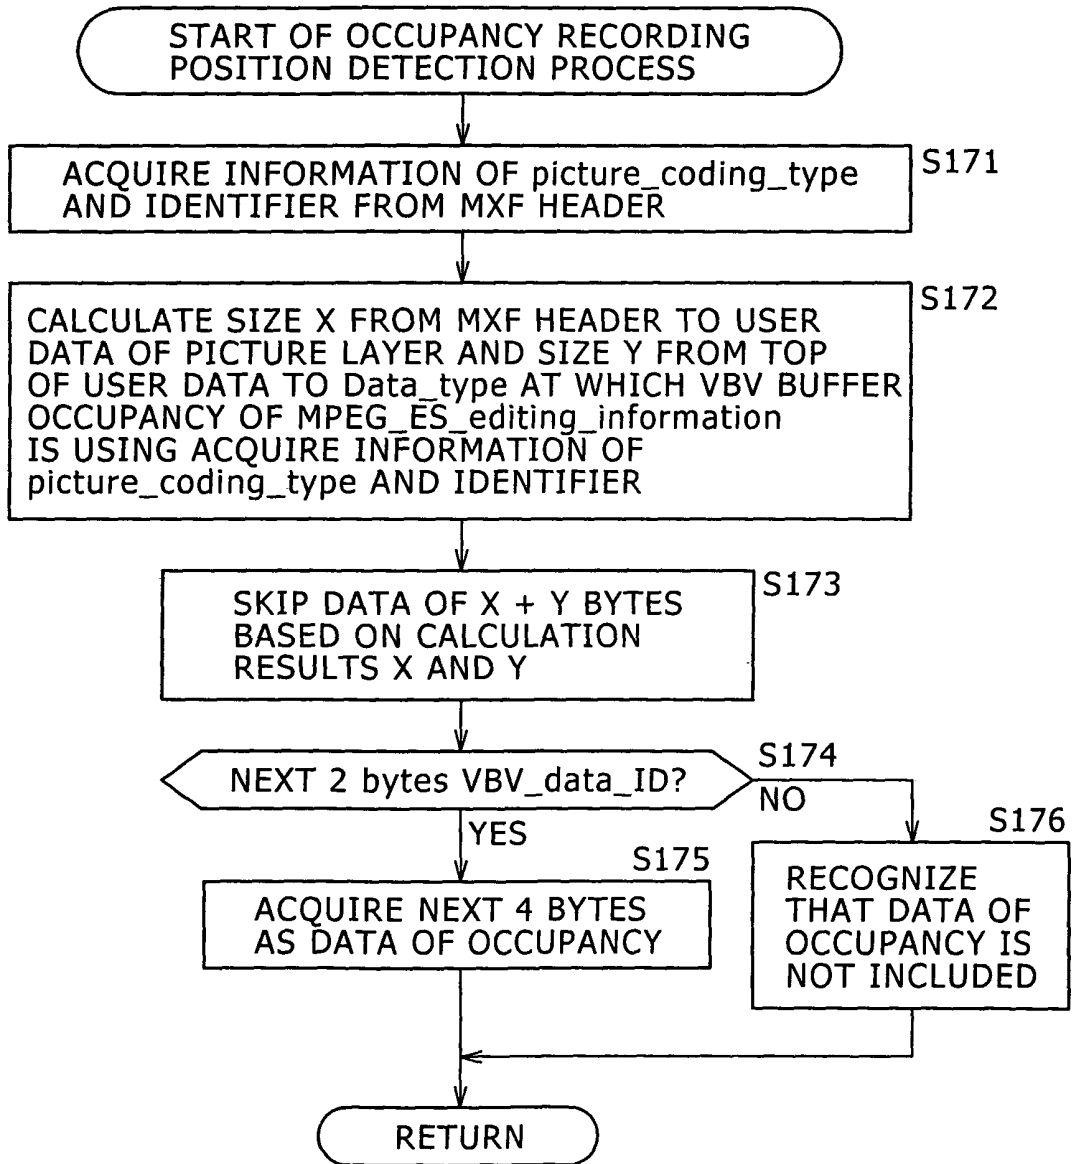 START OF OCCUPANCY RECORDING
POSITION DETECTION PROCESS
S171
ACQUIRE INFORMATION OF picture_coding_type
AND IDENTIFIER FROM MXF HEADER
S172
CALCULATE SIZE X FROM MXF HEADER TO USER
DATA OF PICTURE LAYER AND SIZE Y FROM TOP
OF USER DATA TO Data_type AT WHICH VBV BUFFER
OCCUPANCY OF MPEG_ES_editing_information
IS USING ACQUIRE INFORMATION OF
picture_coding_type AND IDENTIFIER
S173
SKIP DATA OF X + Y BYTES
BASED ON CALCULATION
RESULTS X AND Y
S174
NEXT 2 bytes VBV_data_ID?
NO
YES
S175
ACQUIRE NEXT 4 BYTES
AS DATA OF OCCUPANCY
S176
RECOGNIZE
THAT DATA OF
OCCUPANCY IS
NOT INCLUDED
RETURN